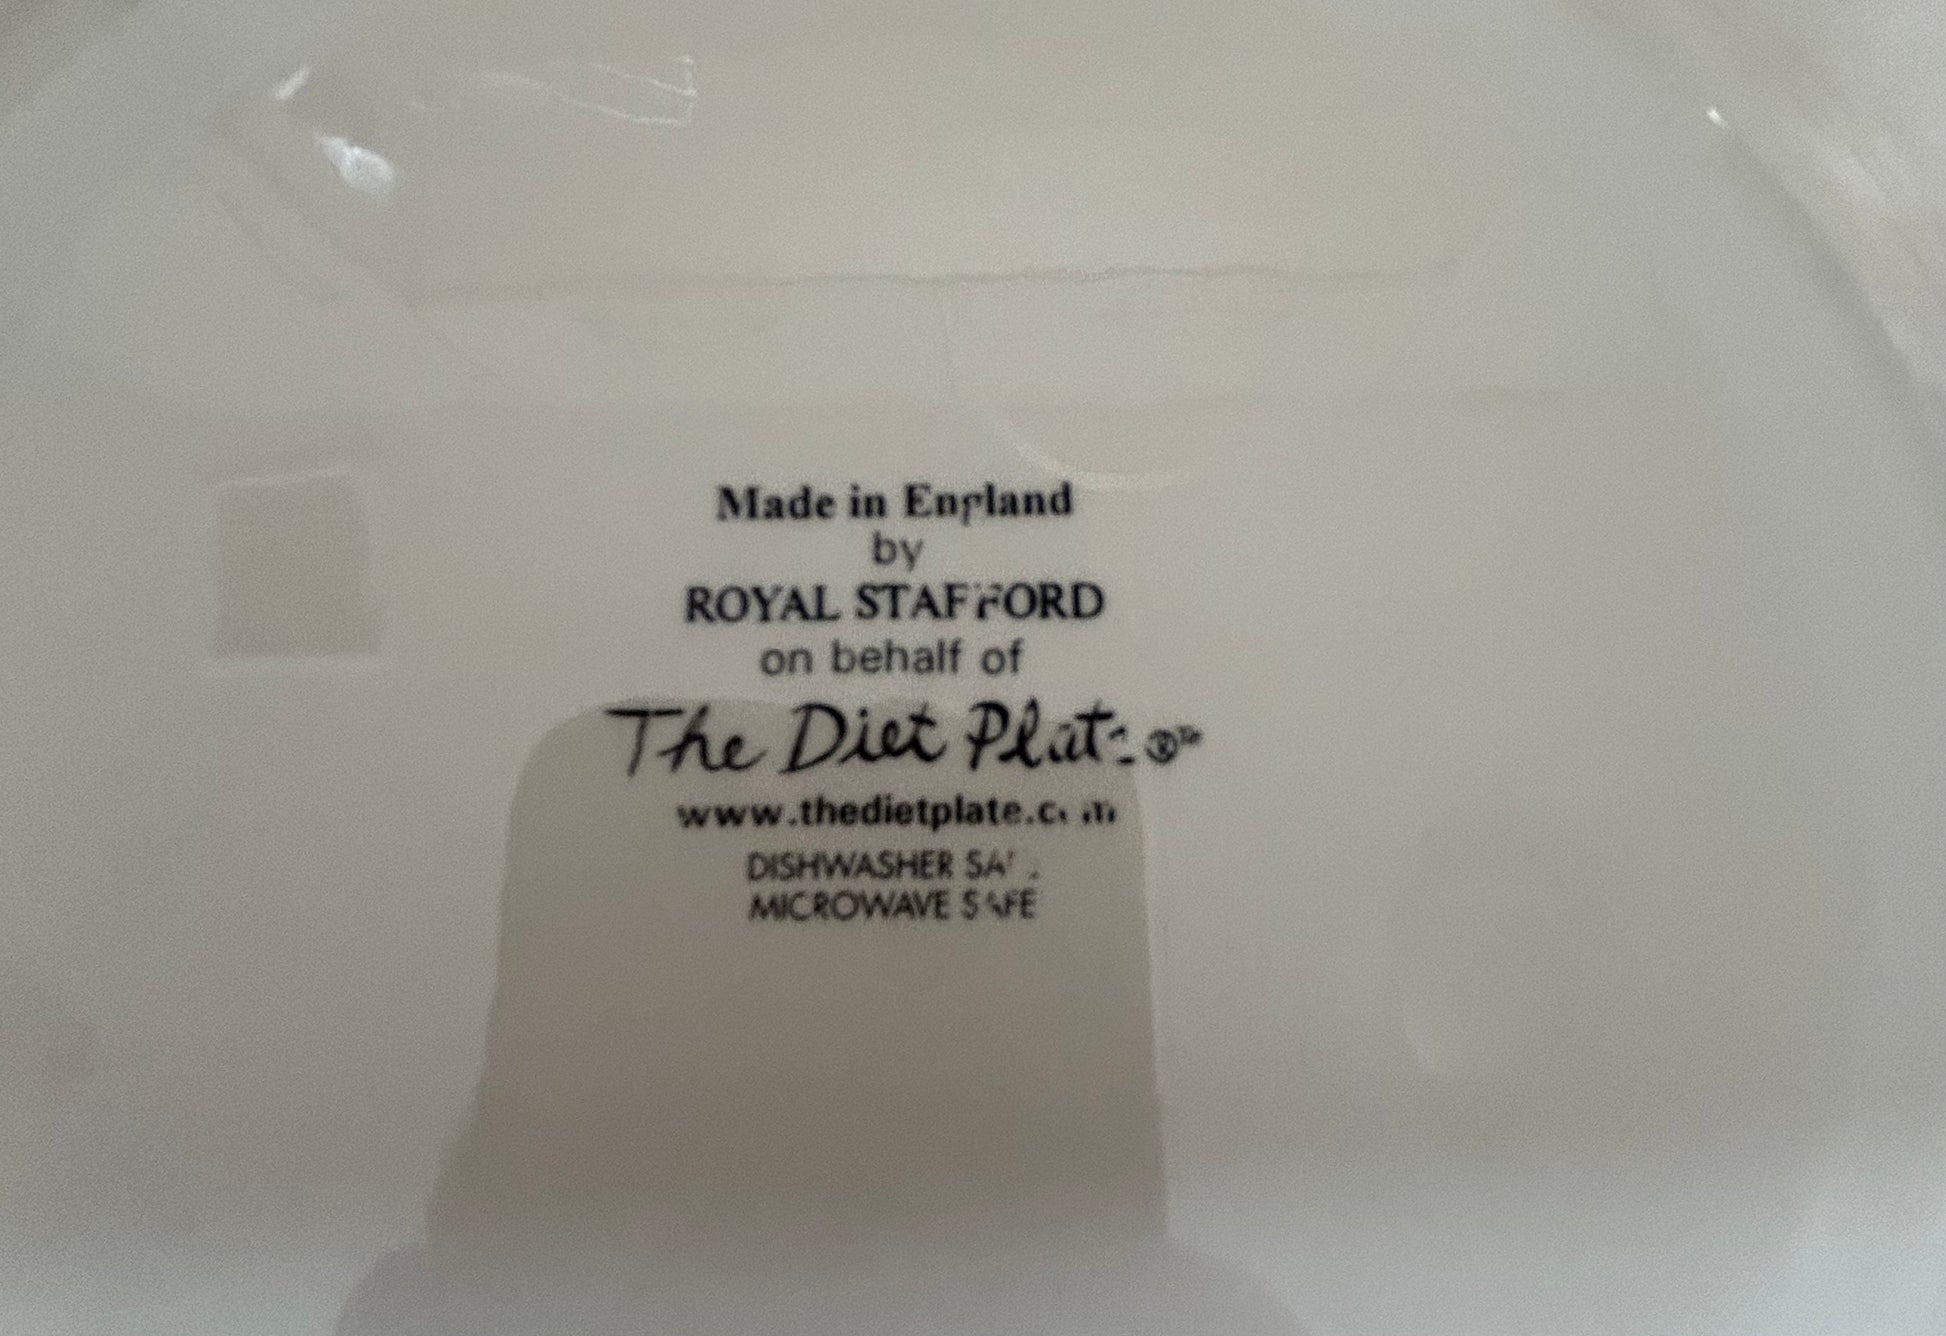 Made in England
by
ROYAL STAFFORD
on behalf of
The Diet Plate®™
www.thedietplate.com
DISHWASHER SAFE
MICROWAVE SAFE